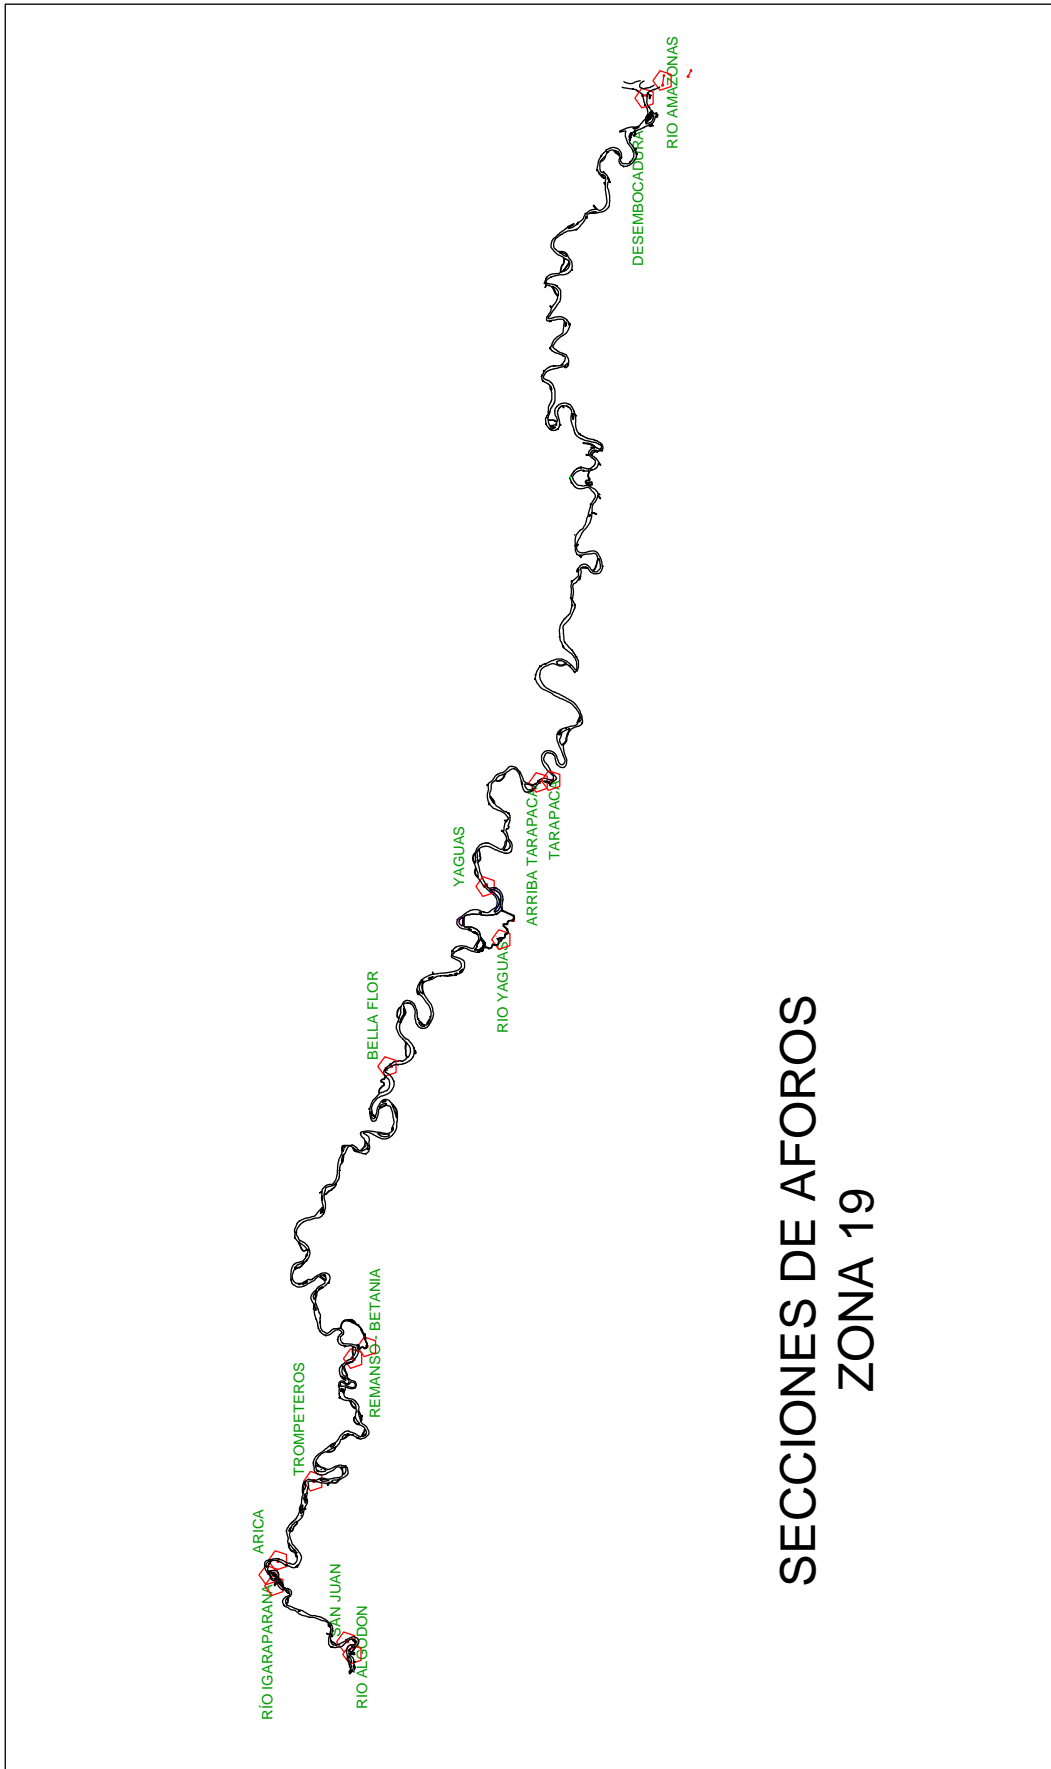 RÍO IGARAPARANA
ARICA
SAN JUAN
RIO ALGODON
TROMPETEROS
REMANSO - BETANIA
BELLA FLOR
YAGUAS
RIO YAGUAS
ARRIBA TARAPACA
TARAPACA
DESEMBOCADURA
RIO AMAZONAS
SECCIONES DE AFOROS
ZONA 19